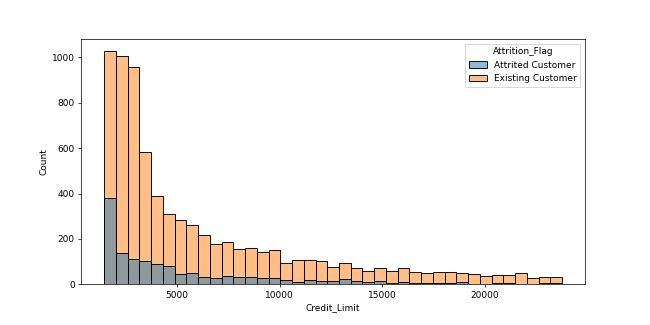 Attrition_Flag
Attrited Customer
Existing Customer
1000
800
600
400
200
0
Count
5000 10000 15000 20000
Credit_Limit